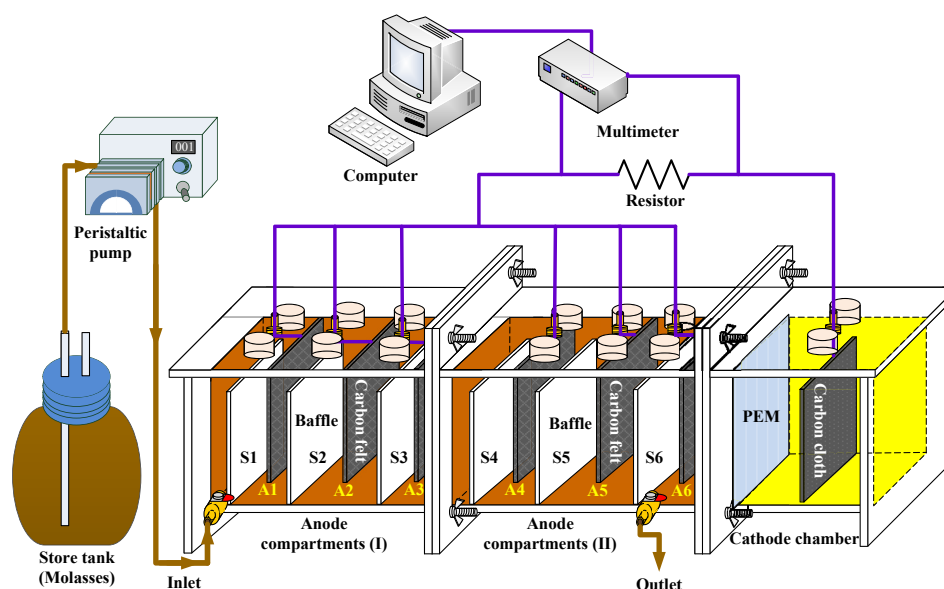 001
Multimeter
Computer
Resistor
Peristaltic
pump
Baffle
Carbon felt
S1
S2
S3
A1
A2
A3
Baffle
Carbon felt
S4
S5
S6
A4
A5
A6
PEM
Carbon cloth
Anode
compartments (I)
Anode
compartments (II)
Cathode chamber
Store tank
(Molasses)
Inlet
Outlet